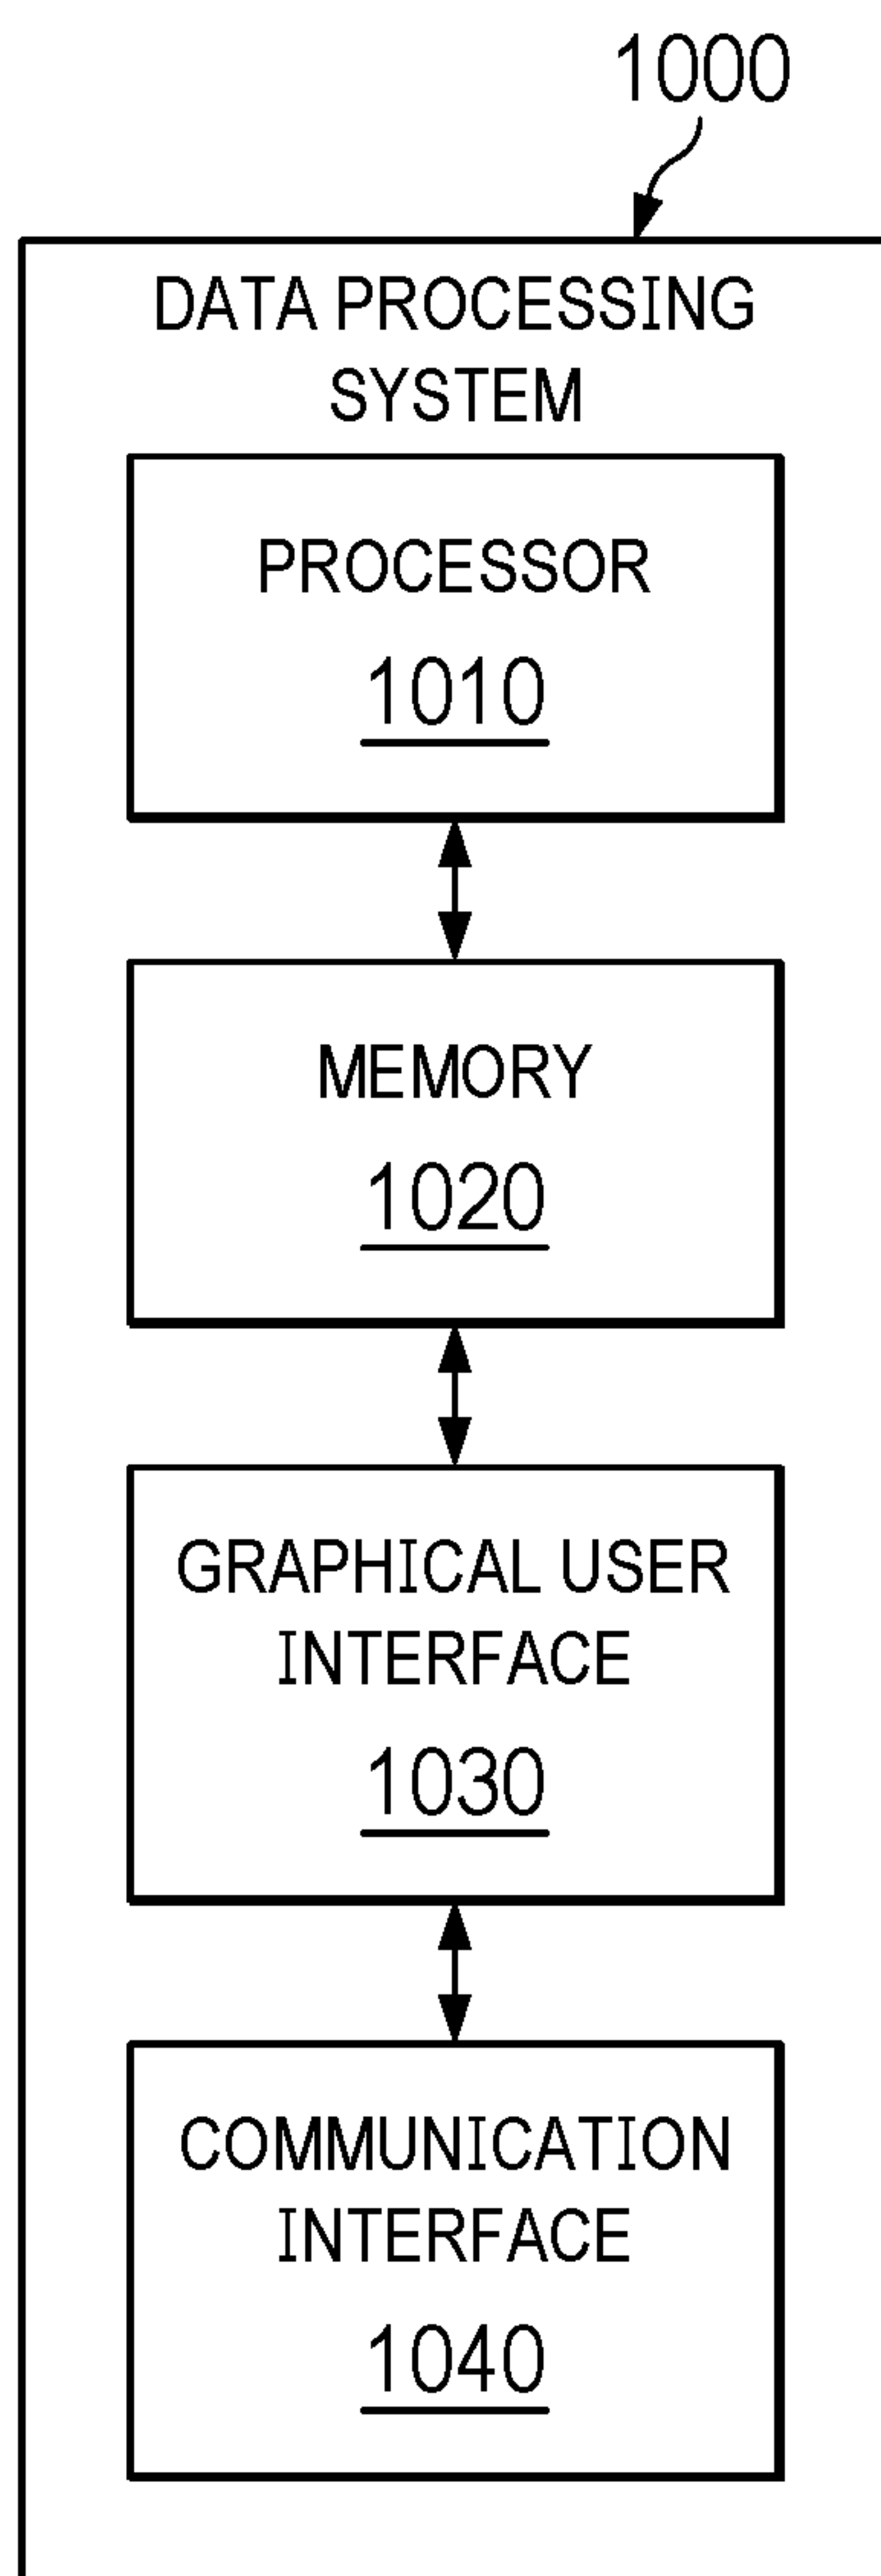 1000
DATA PROCESSING
SYSTEM
PROCESSOR
1010
MEMORY
1020
GRAPHICAL USER
INTERFACE
1030
COMMUNICATION
INTERFACE
1040